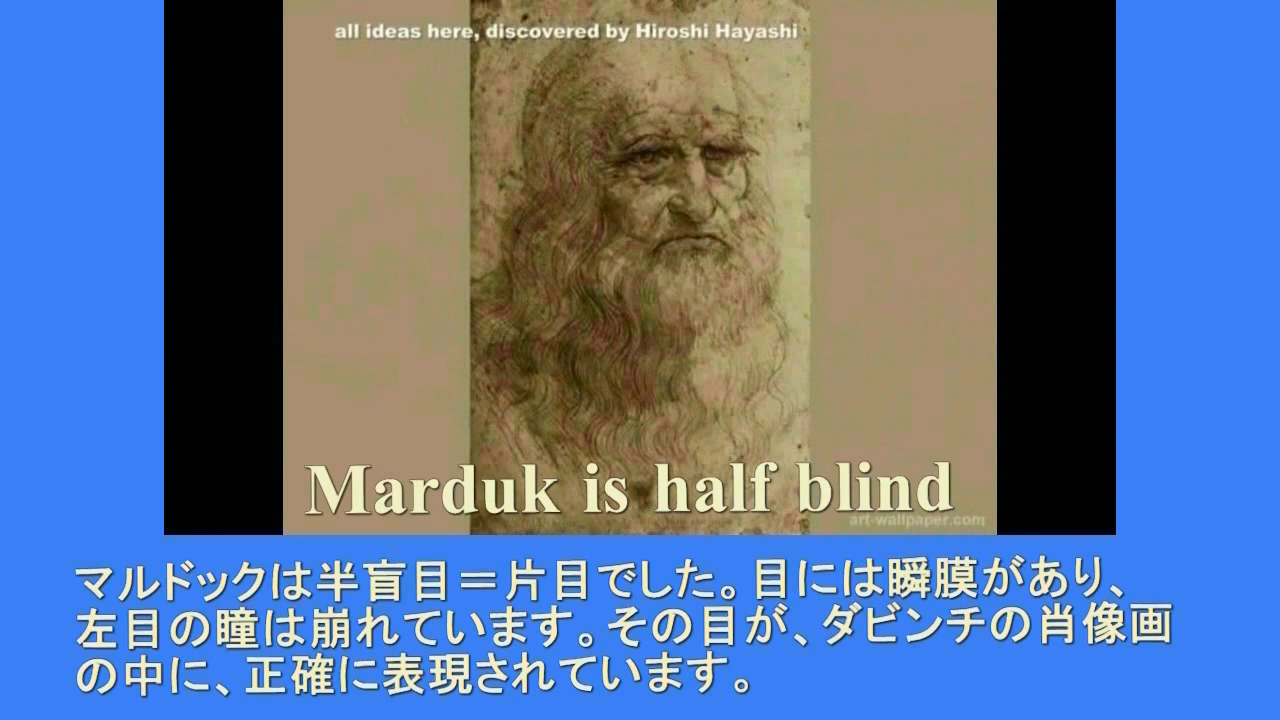 all ideas here, discovered by Hiroshi Hayashi
Marduk is half blind
art-wallpaper.com
マルドックは半盲目＝片目でした。目には瞬膜があり、
左目の瞳は崩れています。その目が、ダビンチの肖像画
の中に、正確に表現されています。